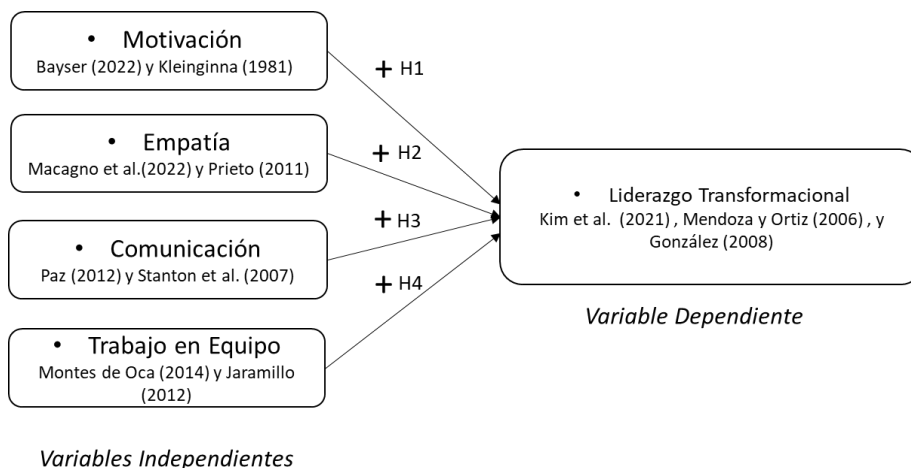 • Motivación
Bayser (2022) y Kleinginna (1981)
+ H1
• Empatía
Macagno et al.(2022) y Prieto (2011)
+ H2
• Comunicación
Paz (2012) y Stanton et al. (2007)
+ H3
• Trabajo en Equipo
Montes de Oca (2014) y Jaramillo
(2012)
+ H4
Variables Independientes
• Liderazgo Transformacional
Kim et al. (2021) , Mendoza y Ortiz (2006) , y
González (2008)
Variable Dependiente